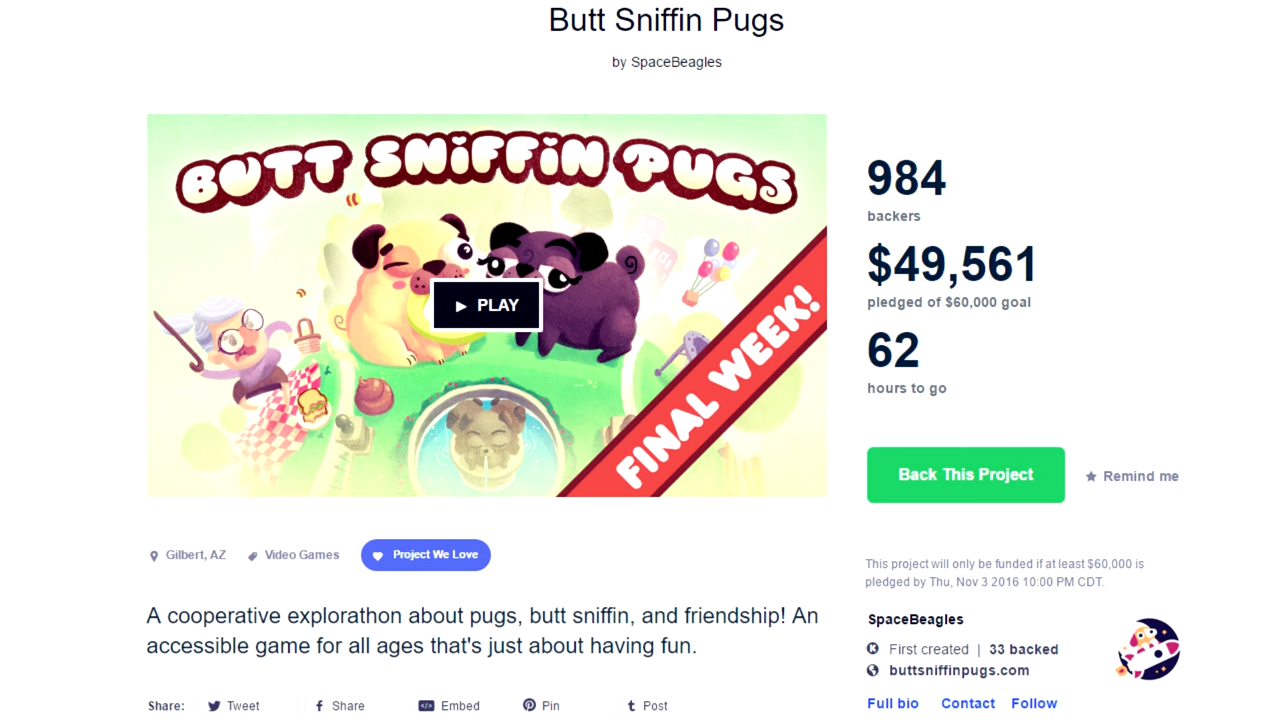 Butt Sniffin Pugs
by SpaceBeagles
BUTT SNiFFiN PUGS
PLAY
FINAL WEEK!
984
backers
$49,561
pledged of $60,000 goal
62
hours to go
Back This Project
Remind me
Gilbert, AZ
Video Games
Project We Love
This project will only be funded if at least $60,000 is
pledged by Thu, Nov 3 2016 10:00 PM CDT.
A cooperative explorathon about pugs, butt sniffin, and friendship! An
accessible game for all ages that's just about having fun.
SpaceBeagles
First created | 33 backed
buttsniffinpugs.com
Full bio Contact Follow
Share: Tweet Share Embed Pin Post